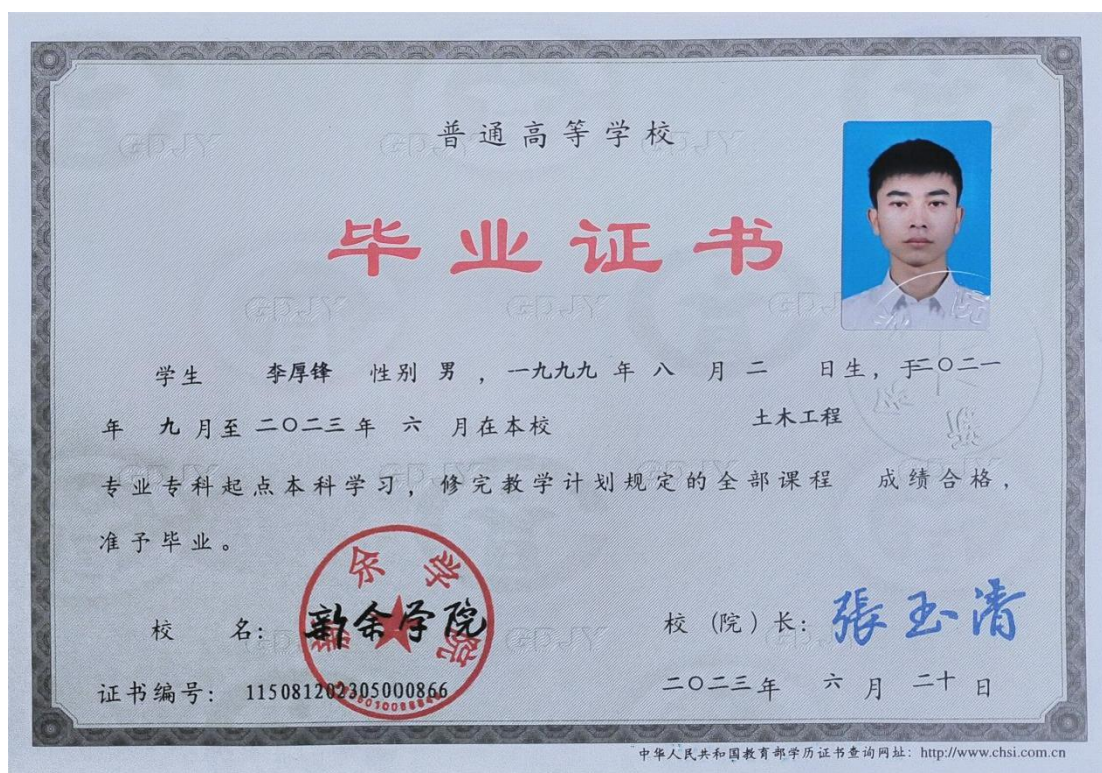 普通高等学校
毕业证书
学生 李厚锋 性别 男 ，一九九九 年 八 月 二 日生，于二〇二一
年 九 月至 二〇二三 年 六 月在本校 土木工程
专业专科起点本科学习，修完教学计划规定的全部课程 成绩合格，
准予毕业。
校 名： 新余学院
校（院）长： 張玉清
证书编号： 115081202305000866
二〇二三年 六 月 二十 日
中华人民共和国教育部学历证书查询网址：http://www.chsi.com.cn
新余学院
GDJY